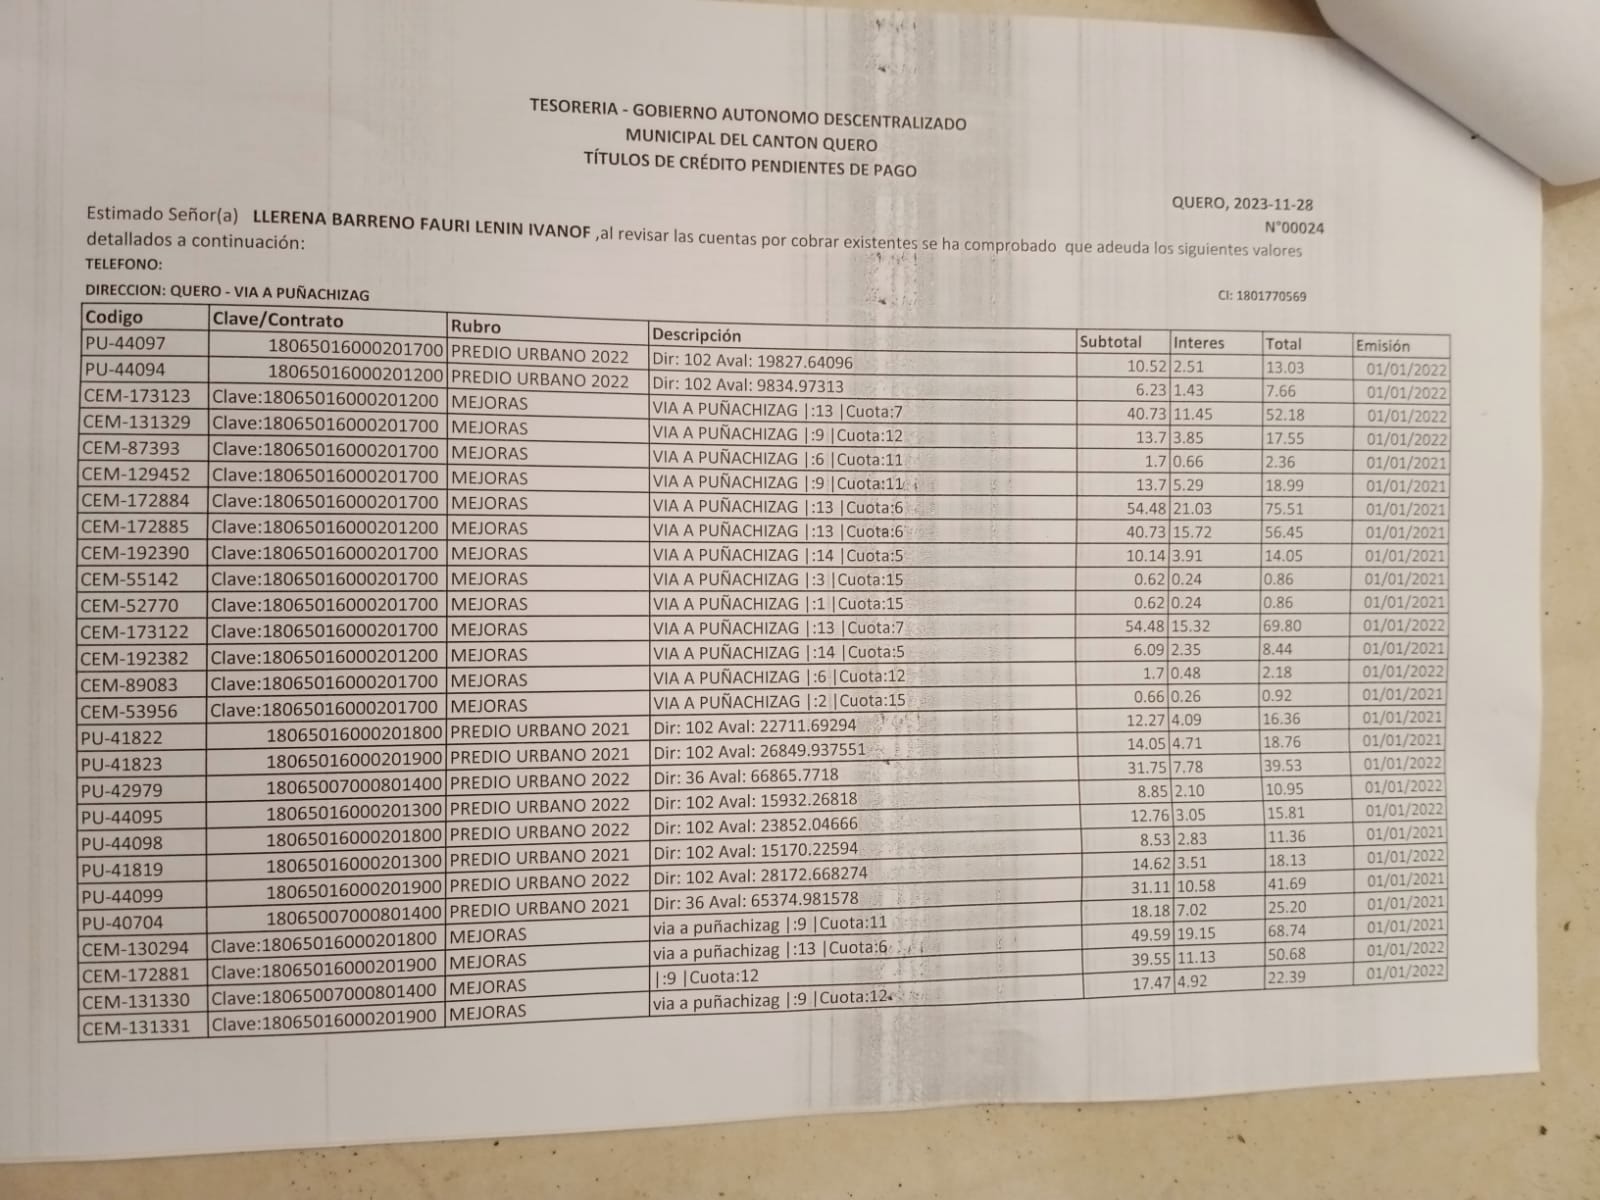 TESORERIA - GOBIERNO AUTONOMO DESCENTRALIZADO
MUNICIPAL DEL CANTON QUERO
TÍTULOS DE CRÉDITO PENDIENTES DE PAGO
QUERO, 2023-11-28
N°00024
Estimado Señor(a) LLERENA BARRENO FAURI LENIN IVANOF ,al revisar las cuentas por cobrar existentes se ha comprobado que adeuda los siguientes valores
detallados a continuación:
TELEFONO:
DIRECCION: QUERO - VIA A PUÑACHIZAG CI: 1801770569
Codigo Clave/Contrato Rubro Descripción Subtotal Interes Total Emisión
PU-44097 18065016000201700 PREDIO URBANO 2022 Dir: 102 Aval: 19827.64096 10.52 2.51 13.03 01/01/2022
PU-44094 18065016000201200 PREDIO URBANO 2022 Dir: 102 Aval: 9834.97313 6.23 1.43 7.66 01/01/2022
CEM-173123 Clave:18065016000201200 MEJORAS VIA A PUÑACHIZAG |:13 |Cuota:7 40.73 11.45 52.18 01/01/2022
CEM-131329 Clave:18065016000201700 MEJORAS VIA A PUÑACHIZAG |:9 |Cuota:12 13.7 3.85 17.55 01/01/2022
CEM-87393 Clave:18065016000201700 MEJORAS VIA A PUÑACHIZAG |:6 |Cuota:11 1.7 0.66 2.36 01/01/2021
CEM-129452 Clave:18065016000201700 MEJORAS VIA A PUÑACHIZAG |:9 |Cuota:11 13.7 5.29 18.99 01/01/2021
CEM-172884 Clave:18065016000201700 MEJORAS VIA A PUÑACHIZAG |:13 |Cuota:6 54.48 21.03 75.51 01/01/2021
CEM-172885 Clave:18065016000201200 MEJORAS VIA A PUÑACHIZAG |:13 |Cuota:6 40.73 15.72 56.45 01/01/2021
CEM-192390 Clave:18065016000201700 MEJORAS VIA A PUÑACHIZAG |:14 |Cuota:5 10.14 3.91 14.05 01/01/2021
CEM-55142 Clave:18065016000201700 MEJORAS VIA A PUÑACHIZAG |:3 |Cuota:15 0.62 0.24 0.86 01/01/2021
CEM-52770 Clave:18065016000201700 MEJORAS VIA A PUÑACHIZAG |:1 |Cuota:15 0.62 0.24 0.86 01/01/2021
CEM-173122 Clave:18065016000201700 MEJORAS VIA A PUÑACHIZAG |:13 |Cuota:7 54.48 15.32 69.80 01/01/2022
CEM-192382 Clave:18065016000201200 MEJORAS VIA A PUÑACHIZAG |:14 |Cuota:5 6.09 2.35 8.44 01/01/2021
CEM-89083 Clave:18065016000201700 MEJORAS VIA A PUÑACHIZAG |:6 |Cuota:12 1.7 0.48 2.18 01/01/2022
CEM-53956 Clave:18065016000201700 MEJORAS VIA A PUÑACHIZAG |:2 |Cuota:15 0.66 0.26 0.92 01/01/2021
PU-41822 18065016000201800 PREDIO URBANO 2021 Dir: 102 Aval: 22711.69294 12.27 4.09 16.36 01/01/2021
PU-41823 18065016000201900 PREDIO URBANO 2021 Dir: 102 Aval: 26849.937551 14.05 4.71 18.76 01/01/2021
PU-42979 18065007000801400 PREDIO URBANO 2022 Dir: 36 Aval: 66865.7718 31.75 7.78 39.53 01/01/2022
PU-44095 18065016000201300 PREDIO URBANO 2022 Dir: 102 Aval: 15932.26818 8.85 2.10 10.95 01/01/2022
PU-44098 18065016000201800 PREDIO URBANO 2022 Dir: 102 Aval: 23852.04666 12.76 3.05 15.81 01/01/2022
PU-41819 18065016000201300 PREDIO URBANO 2021 Dir: 102 Aval: 15170.22594 8.53 2.83 11.36 01/01/2021
PU-44099 18065016000201900 PREDIO URBANO 2022 Dir: 102 Aval: 28172.668274 14.62 3.51 18.13 01/01/2022
PU-40704 18065007000801400 PREDIO URBANO 2021 Dir: 36 Aval: 65374.981578 31.11 10.58 41.69 01/01/2021
CEM-130294 Clave:18065016000201800 MEJORAS via a puñachizag |:9 |Cuota:11 18.18 7.02 25.20 01/01/2021
CEM-172881 Clave:18065016000201900 MEJORAS via a puñachizag |:13 |Cuota:6 49.59 19.15 68.74 01/01/2021
CEM-131330 Clave:18065007000801400 MEJORAS |:9 |Cuota:12 39.55 11.13 50.68 01/01/2022
CEM-131331 Clave:18065016000201900 MEJORAS via a puñachizag |:9 |Cuota:12 17.47 4.92 22.39 01/01/2022